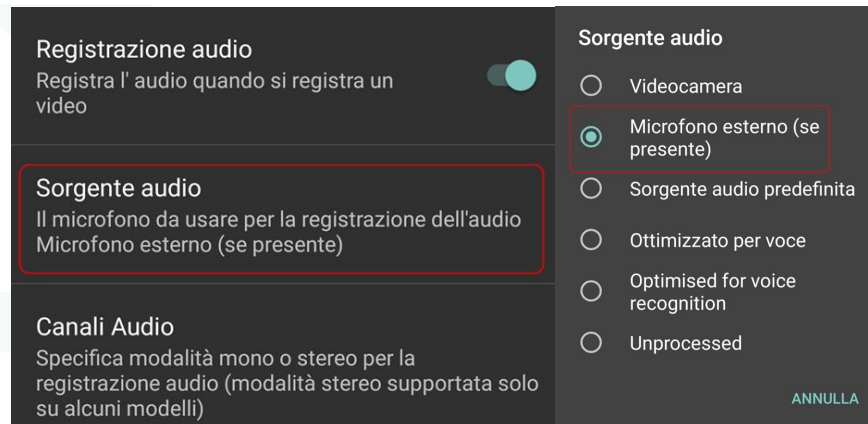 Registrazione audio
Registra l' audio quando si registra un
video
Sorgente audio
Il microfono da usare per la registrazione dell'audio
Microfono esterno (se presente)
Canali Audio
Specifica modalità mono o stereo per la
registrazione audio (modalità stereo supportata solo
su alcuni modelli)
Sorgente audio
Videocamera
Microfono esterno (se
presente)
Sorgente audio predefinita
Ottimizzato per voce
Optimised for voice
recognition
Unprocessed
ANNULLA